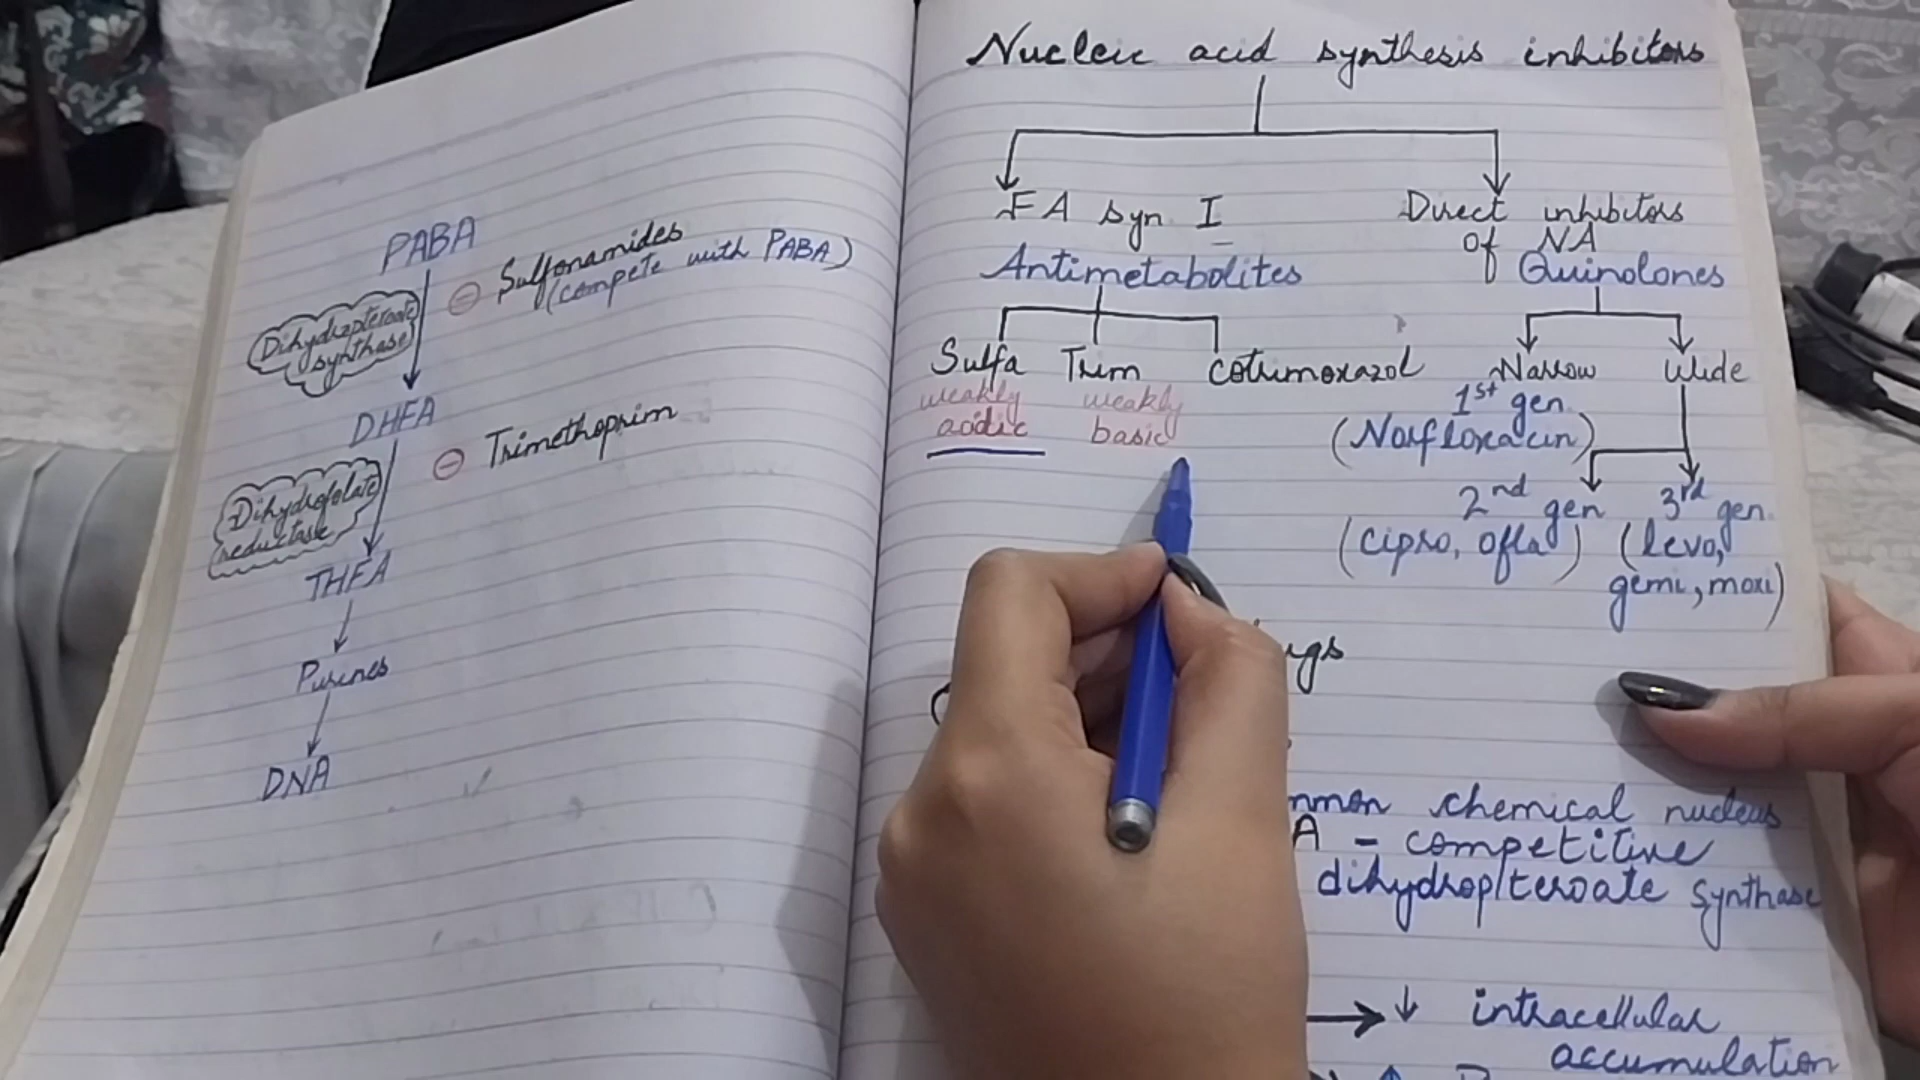 PABA
Sulfonamides
(compete with PABA)
Dihydropteroate
synthase
DHFA
Trimethoprim
Dihydrofolate
reductase
THFA
Purines
DNA
Nucleic acid synthesis inhibitors
FA syn I
Direct inhibitors
of NA
Antimetabolites
Quinolones
Sulfa Trim Cotrimoxazol
Narrow Wide
weakly
acidic
weakly
basic
1st gen
(Norfloxacin)
2nd gen
(cipro, ofla)
3rd gen
(levo,
gemi, moxi)
chemical nucleus
A - competitive
dihydropteroate synthase
→ ↓ intracellular
accumulation